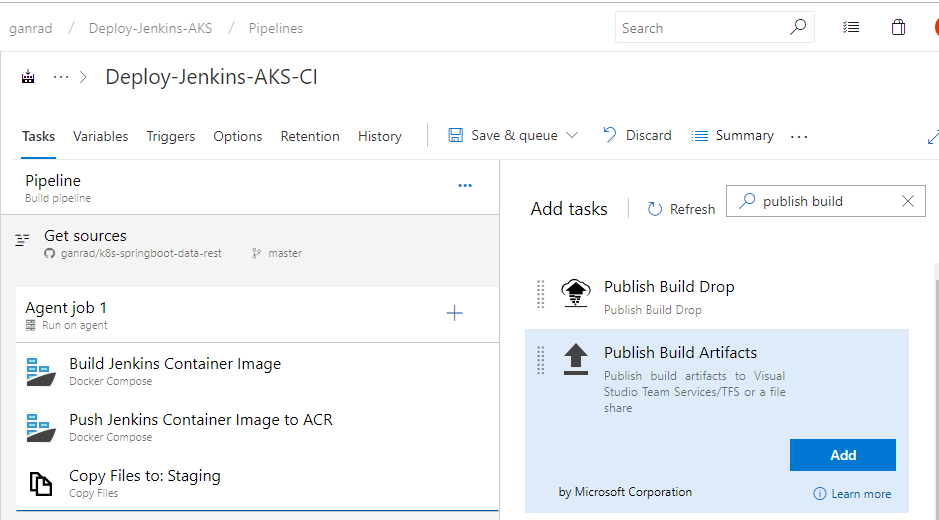 ganrad / Deploy-Jenkins-AKS / Pipelines
Search
··· > Deploy-Jenkins-AKS-CI
Tasks Variables Triggers Options Retention History
Save & queue Discard Summary ···
Pipeline
Build pipeline
Get sources
ganrad/k8s-springboot-data-rest master
Agent job 1
Run on agent
Build Jenkins Container Image
Docker Compose
Push Jenkins Container Image to ACR
Docker Compose
Copy Files to: Staging
Copy Files
Add tasks Refresh publish build
Publish Build Drop
Publish Build Drop
Publish Build Artifacts
Publish build artifacts to Visual
Studio Team Services/TFS or a file
share
Add
by Microsoft Corporation Learn more